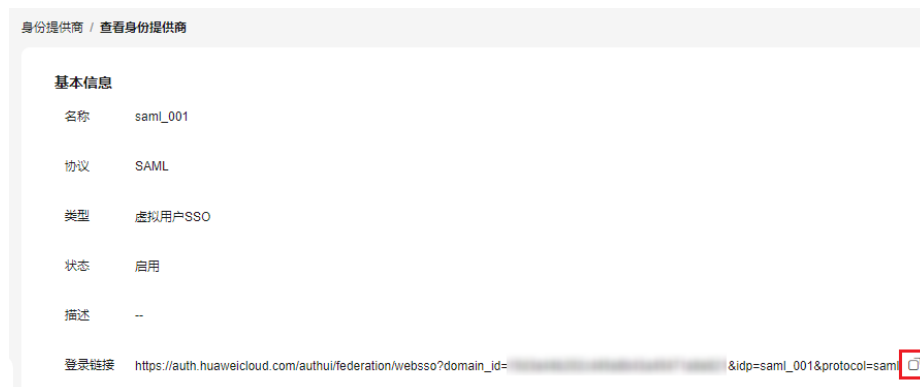 身份提供商 / 查看身份提供商
基本信息
名称 saml_001
协议 SAML
类型 虚拟用户SSO
状态 启用
描述 --
登录链接 https://auth.huaweicloud.com/authui/federation/websso?domain_id= &idp=saml_001&protocol=saml